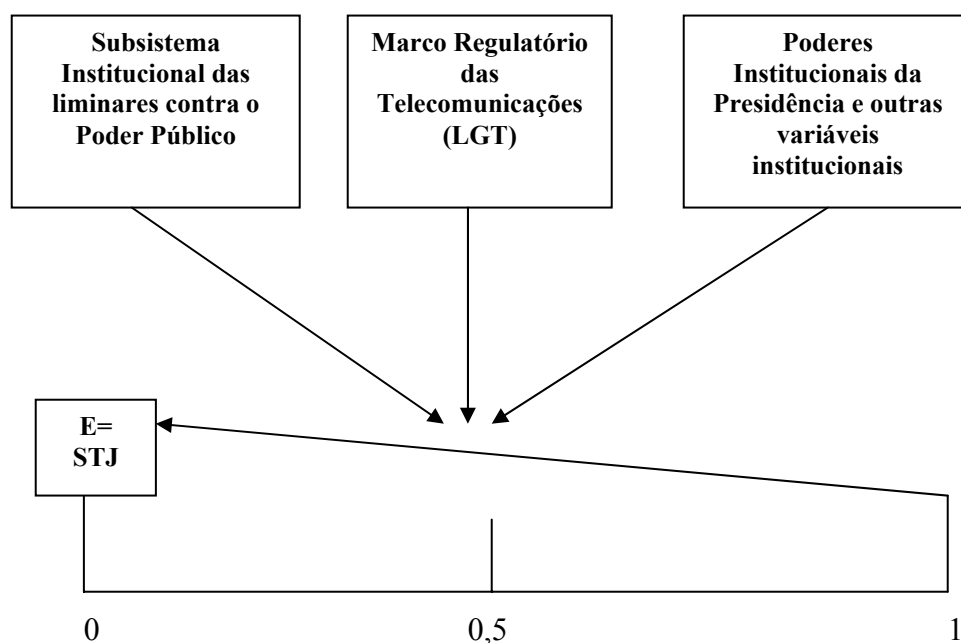 Subsistema
Institucional das
liminares contra o
Poder Público
Marco Regulatório
das
Telecomunicações
(LGT)
Poderes
Institucionais da
Presidência e outras
variáveis
institucionais
E=
STJ
0
0,5
1